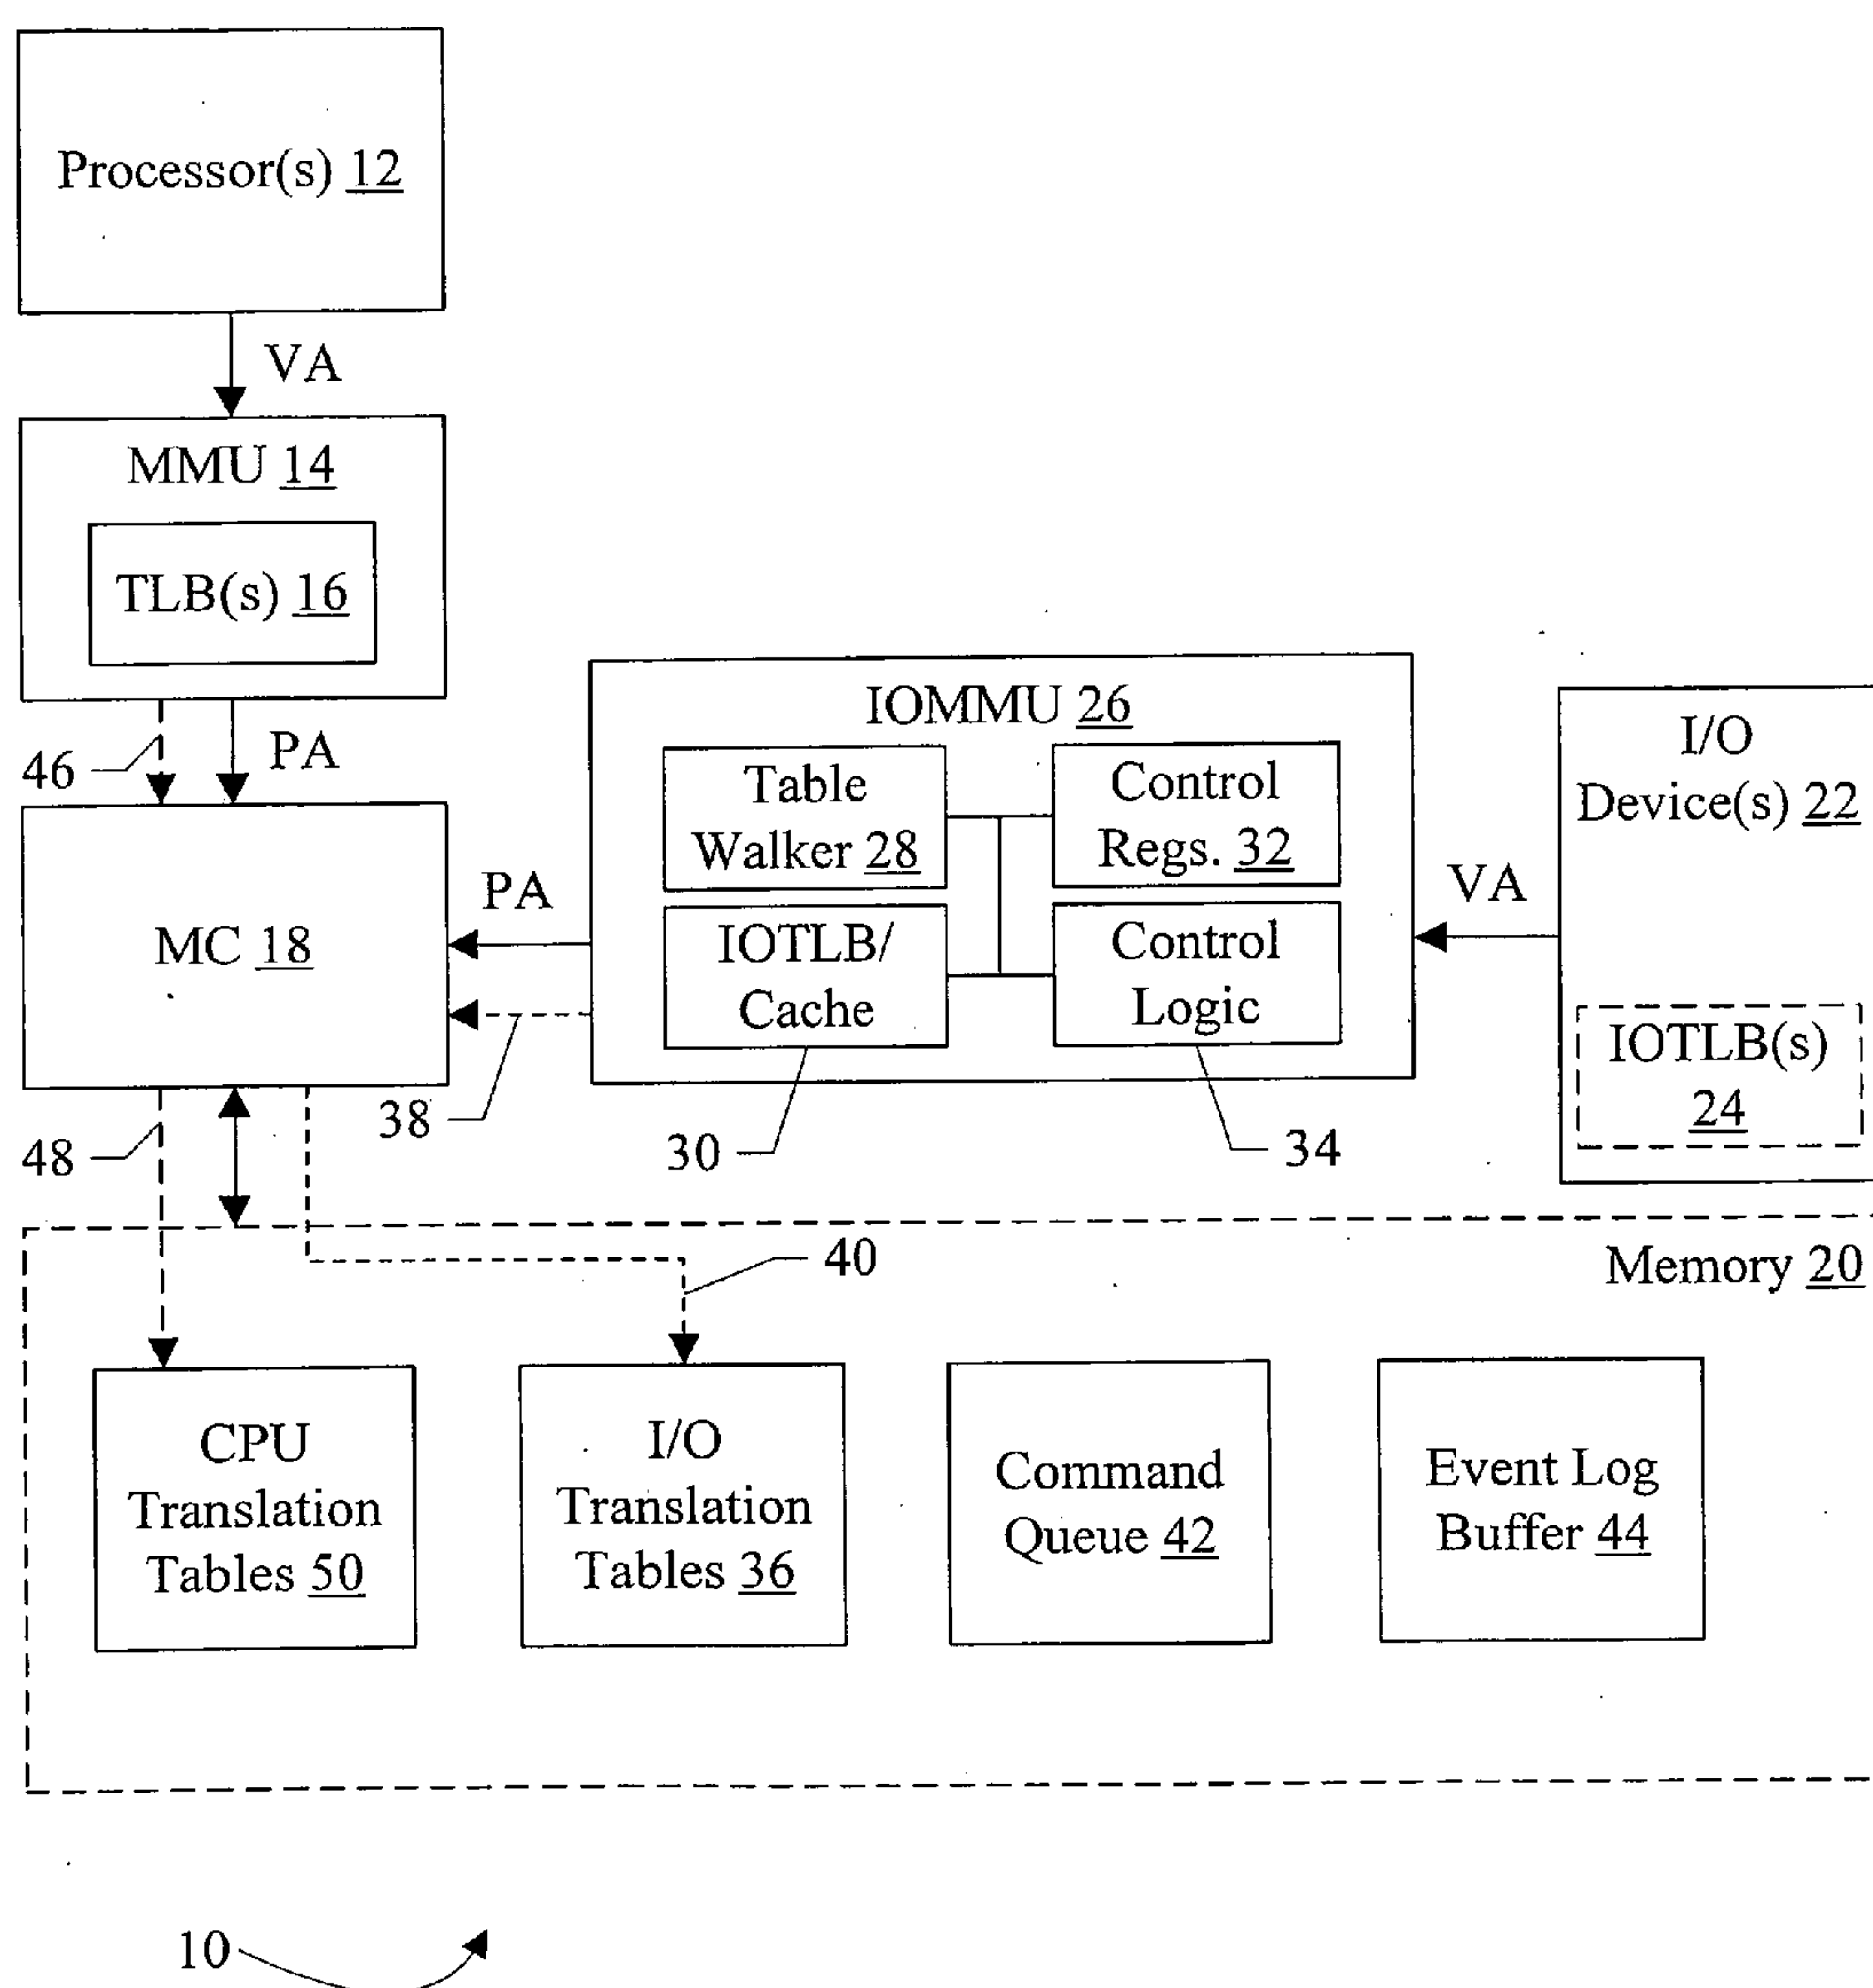 Processor(s) 12
VA
MMU 14
TLB(s) 16
46
PA
MC 18
PA
38
48
IOMMU 26
Table
Walker 28
Control
Regs. 32
IOTLB/
Cache
Control
Logic
30
34
VA
I/O
Device(s) 22
IOTLB(s)
24
40
Memory 20
CPU
Translation
Tables 50
I/O
Translation
Tables 36
Command
Queue 42
Event Log
Buffer 44
10